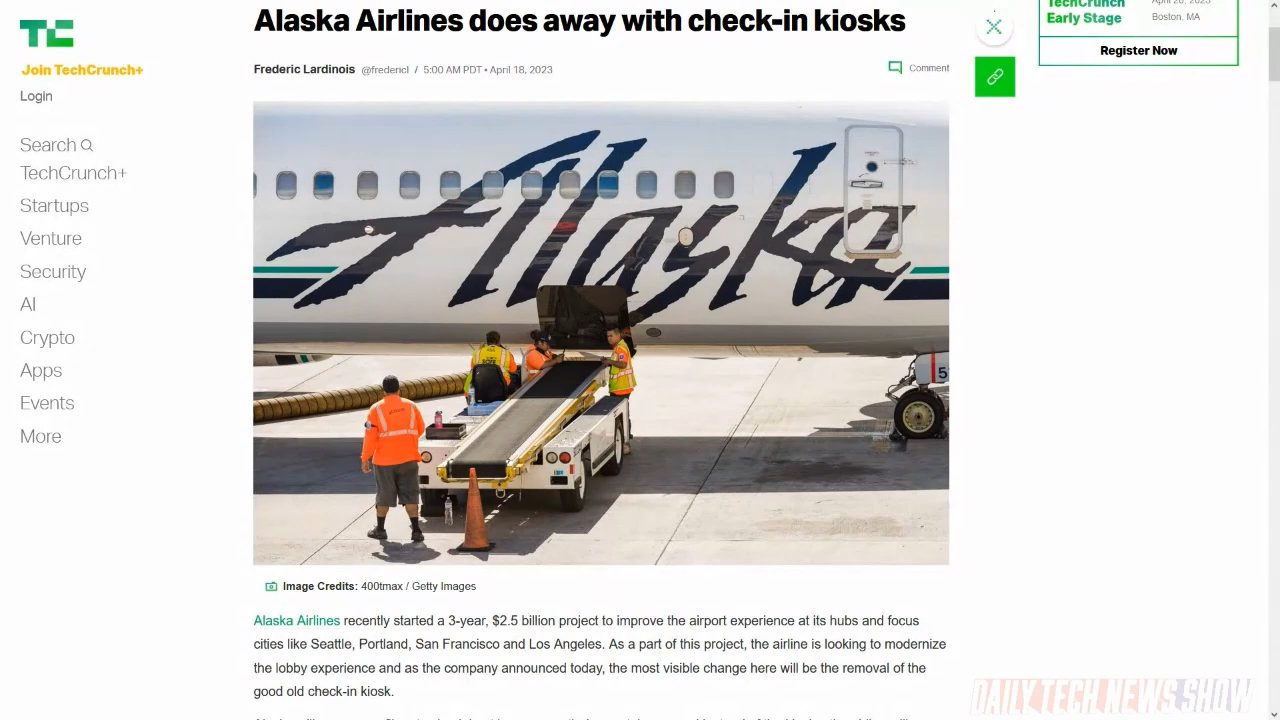 Alaska Airlines does away with check-in kiosks
Frederic Lardinois @fredericl / 5:00 AM PDT • April 18, 2023
Comment
TC
Join TechCrunch+
Login
Search
TechCrunch+
Startups
Venture
Security
AI
Crypto
Apps
Events
More
TechCrunch
Early Stage
April 20, 2023
Boston, MA
Register Now
Alaska
5
Image Credits: 400tmax / Getty Images
Alaska Airlines recently started a 3-year, $2.5 billion project to improve the airport experience at its hubs and focus
cities like Seattle, Portland, San Francisco and Los Angeles. As a part of this project, the airline is looking to modernize
the lobby experience and as the company announced today, the most visible change here will be the removal of the
good old check-in kiosk.
DAILY TECH NEWS SHOW